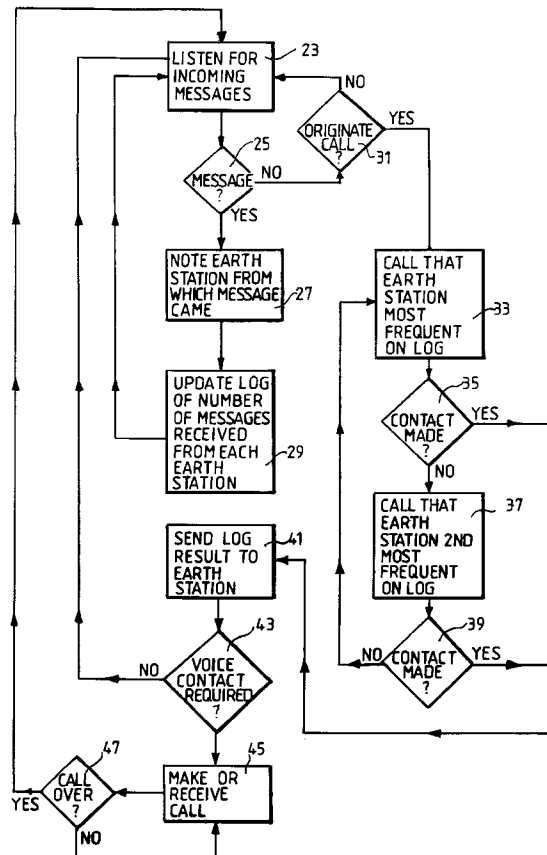 LISTEN FOR
INCOMING
MESSAGES
23
NO
YES
ORIGINATE
CALL
?
31
25
MESSAGE
?
NO
YES
NOTE EARTH
STATION FROM
WHICH MESSAGE
CAME
27
CALL THAT
EARTH
STATION
MOST
FREQUENT
ON LOG
33
UPDATE LOG
OF NUMBER
OF MESSAGES
RECEIVED
FROM EACH
EARTH
STATION
29
35
CONTACT
MADE
?
YES
NO
CALL THAT
EARTH
STATION 2ND
MOST
FREQUENT
ON LOG
37
SEND LOG
RESULT TO
EARTH
STATION
41
39
CONTACT
MADE
?
NO
YES
43
VOICE
CONTACT
REQUIRED
?
NO
45
MAKE OR
RECEIVE
CALL
47
CALL
OVER
?
YES
NO